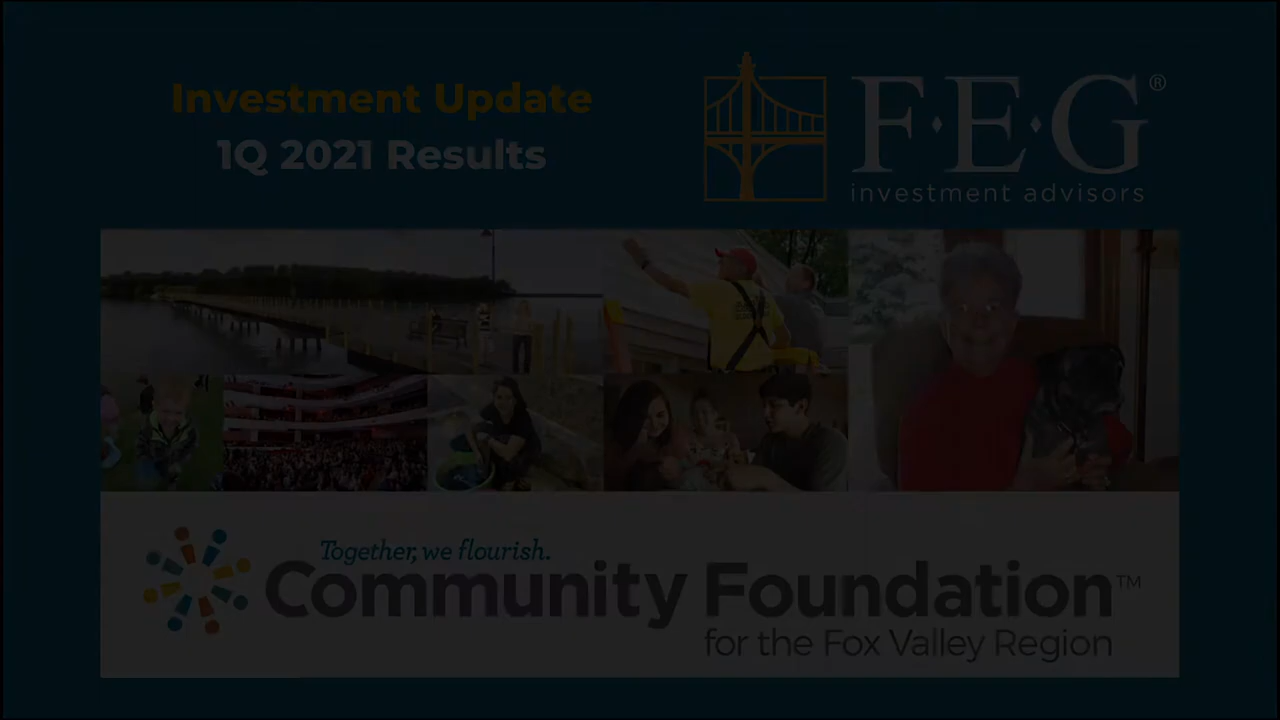 Investment Update
1Q 2021 Results
F·E·G®
investment advisors
Together, we flourish.
Community Foundation™
for the Fox Valley Region